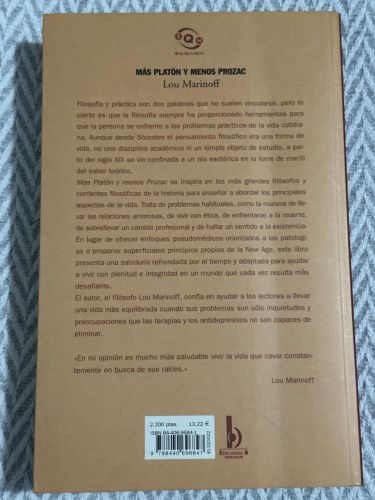 S Q N
SINE QUA NON
MÁS PLATÓN Y MENOS PROZAC
Lou Marinoff
Filosofía y práctica son dos palabras que no suelen vincularse, pero lo
cierto es que la filosofía siempre ha proporcionado herramientas para
que la persona se enfrente a los problemas prácticos de la vida cotidia-
na. Aunque desde Sócrates el pensamiento filosófico era una forma de
vida, no una disciplina académica ni un simple objeto de estudio, a par-
tir del siglo XIX se vio confinada a un ala esotérica en la torre de marfil
del saber teórico.
Más Platón y menos Prozac se inspira en los más grandes filósofos y
corrientes filosóficas de la historia para enseñar a abordar los principales
aspectos de la vida. Trata de problemas habituales, como la manera de lle-
var las relaciones amorosas, de vivir con ética, de enfrentarse a la muerte,
de sobrellevar un cambio profesional y de hallar un sentido a la existencia.
En lugar de ofrecer enfoques pseudomédicos orientados a las patologí-
as o proponer superficiales principios propios de la New Age, este libro
presenta una sabiduría refrendada por el tiempo y adaptada para ayudar
a vivir con plenitud e integridad en un mundo que cada vez resulta más
desafiante.
El autor, el filósofo Lou Marinoff, confía en ayudar a los lectores a llevar
una vida más equilibrada cuando sus problemas son sólo inquietudes y
preocupaciones que las terapias y los antidepresivos no son capaces de
eliminar.
«En mi opinión es mucho más saludable vivir la vida que cavar constan-
temente en busca de sus raíces.»
Lou Marinoff
2.200 ptas. 13,22 €
ISBN 84-406-9684-1
9 788440 696847
b
EDICIONES B